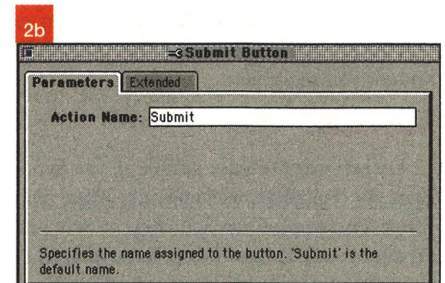 2b
Submit Button
Parameters Extended
Action Name: Submit
Specifies the name assigned to the button. 'Submit' is the
default name.